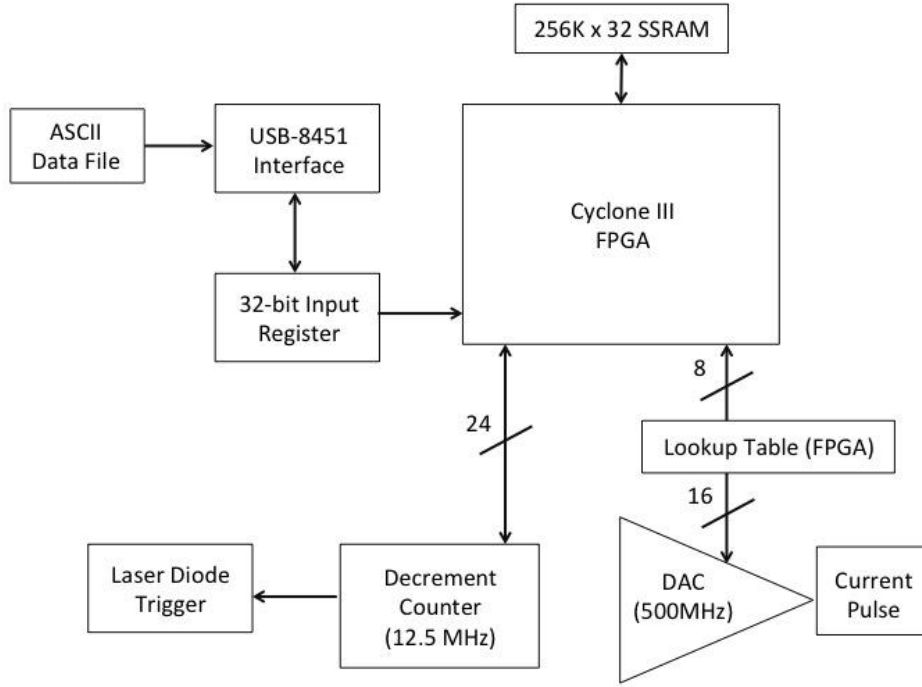 256K x 32 SSRAM
ASCII
Data File
USB-8451
Interface
Cyclone III
FPGA
32-bit Input
Register
8
24
Lookup Table (FPGA)
16
Laser Diode
Trigger
Decrement
Counter
(12.5 MHz)
DAC
(500MHz)
Current
Pulse